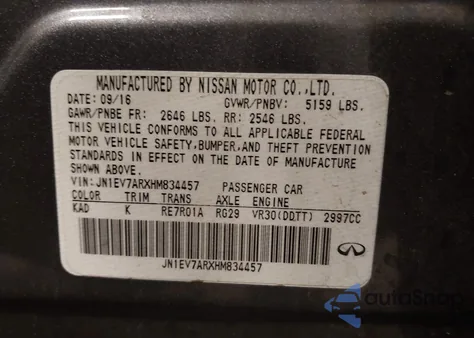 MANUFACTURED BY NISSAN MOTOR CO.,LTD.
DATE: 09/16 GVWR/PNBV: 5159 LBS.
GAWR/PNBE FR: 2646 LBS. RR: 2546 LBS.
THIS VEHICLE CONFORMS TO ALL APPLICABLE FEDERAL
MOTOR VEHICLE SAFETY,BUMPER,AND THEFT PREVENTION
STANDARDS IN EFFECT ON THE DATE OF MANUFACTURE
SHOWN ABOVE.
VIN:JN1EV7ARXHM834457 PASSENGER CAR
COLOR TRIM TRANS AXLE ENGINE
KAD K RE7R01A RG29 VR30(DDTT) 2997CC
JN1EV7ARXHM834457
autoSnap